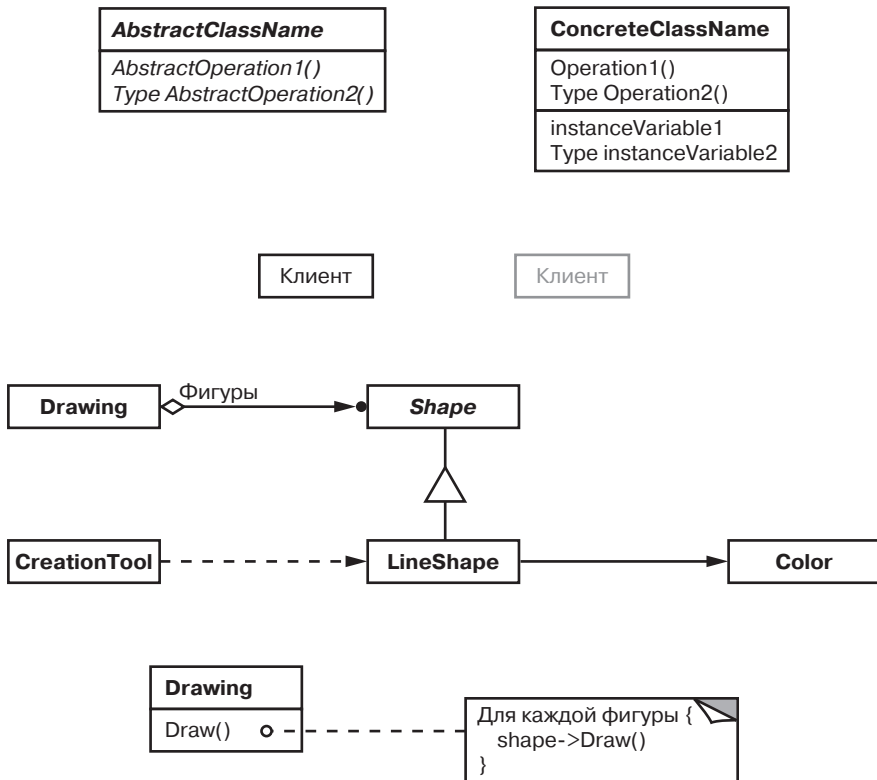 AbstractClassName
AbstractOperation1()
Type AbstractOperation2()
ConcreteClassName
Operation1()
Type Operation2()
instanceVariable1
Type instanceVariable2
Клиент
Клиент
Drawing
Фигуры
Shape
CreationTool
LineShape
Color
Drawing
Draw()
Для каждой фигуры {
shape->Draw()
}